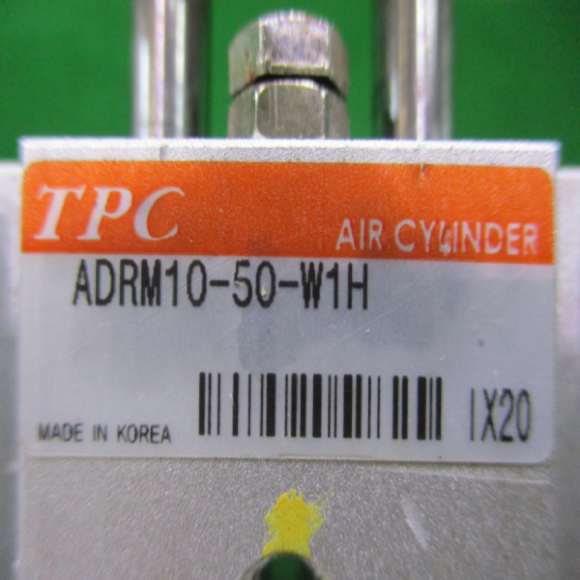 TPC AIR CYLINDER
ADRM10-50-W1H
MADE IN KOREA IX20